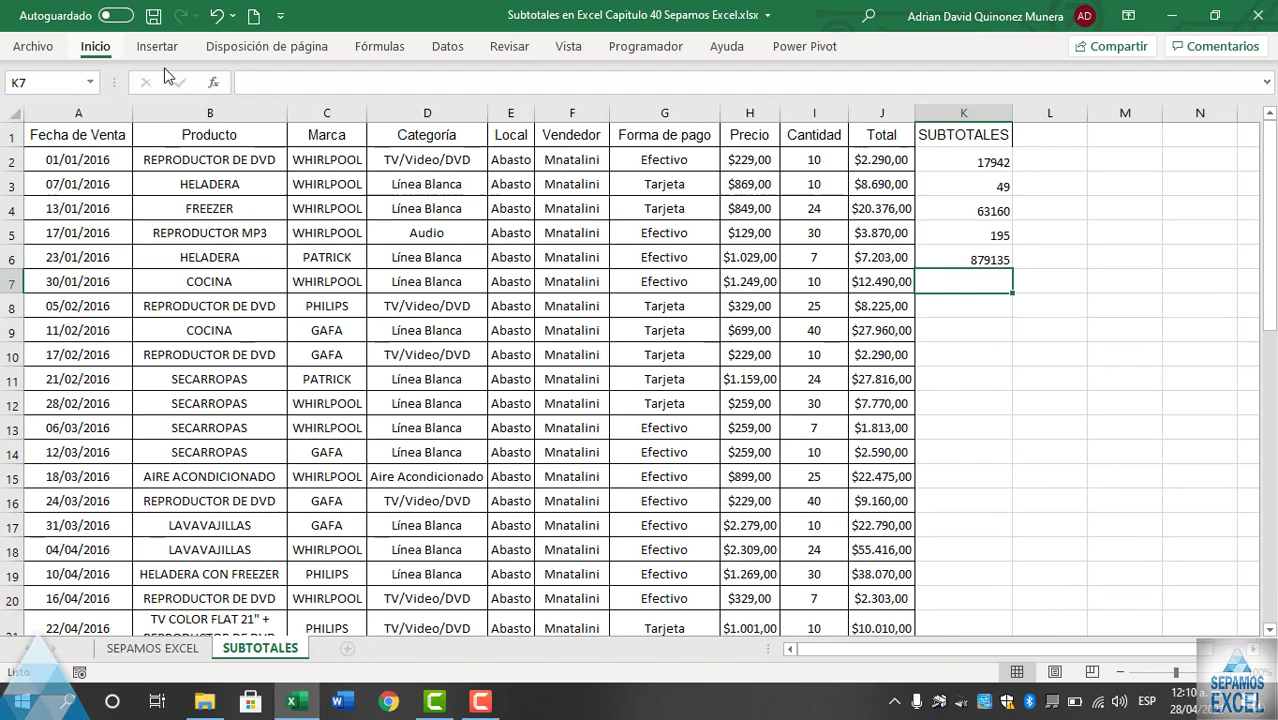 Autoguardado
Subtotales en Excel Capitulo 40 Sepamos Excel.xlsx
Adrian David Quinonez Munera AD
Archivo Inicio Insertar Disposición de página Fórmulas Datos Revisar Vista Programador Ayuda Power Pivot Compartir Comentarios
K7 fx
A B C D E F G H I J K L M N
1 Fecha de Venta Producto Marca Categoría Local Vendedor Forma de pago Precio Cantidad Total SUBTOTALES
2 01/01/2016 REPRODUCTOR DE DVD WHIRLPOOL TV/Video/DVD Abasto Mnatalini Efectivo $229,00 10 $2.290,00 17942
3 07/01/2016 HELADERA WHIRLPOOL Línea Blanca Abasto Mnatalini Tarjeta $869,00 10 $8.690,00 49
4 13/01/2016 FREEZER WHIRLPOOL Línea Blanca Abasto Mnatalini Tarjeta $849,00 24 $20.376,00 63160
5 17/01/2016 REPRODUCTOR MP3 WHIRLPOOL Audio Abasto Mnatalini Efectivo $129,00 30 $3.870,00 195
6 23/01/2016 HELADERA PATRICK Línea Blanca Abasto Mnatalini Efectivo $1.029,00 7 $7.203,00 879135
7 30/01/2016 COCINA WHIRLPOOL Línea Blanca Abasto Mnatalini Efectivo $1.249,00 10 $12.490,00
8 05/02/2016 REPRODUCTOR DE DVD PHILIPS TV/Video/DVD Abasto Mnatalini Tarjeta $329,00 25 $8.225,00
9 11/02/2016 COCINA GAFA Línea Blanca Abasto Mnatalini Tarjeta $699,00 40 $27.960,00
10 17/02/2016 REPRODUCTOR DE DVD GAFA TV/Video/DVD Abasto Mnatalini Tarjeta $229,00 10 $2.290,00
11 21/02/2016 SECARROPAS PATRICK Línea Blanca Abasto Mnatalini Tarjeta $1.159,00 24 $27.816,00
12 28/02/2016 SECARROPAS WHIRLPOOL Línea Blanca Abasto Mnatalini Tarjeta $259,00 30 $7.770,00
13 06/03/2016 SECARROPAS WHIRLPOOL Línea Blanca Abasto Mnatalini Efectivo $259,00 7 $1.813,00
14 12/03/2016 SECARROPAS GAFA Línea Blanca Abasto Mnatalini Efectivo $259,00 10 $2.590,00
15 18/03/2016 AIRE ACONDICIONADO WHIRLPOOL Aire Acondicionado Abasto Mnatalini Efectivo $899,00 25 $22.475,00
16 24/03/2016 REPRODUCTOR DE DVD GAFA TV/Video/DVD Abasto Mnatalini Efectivo $229,00 40 $9.160,00
17 31/03/2016 LAVAVAJILLAS GAFA Línea Blanca Abasto Mnatalini Efectivo $2.279,00 10 $22.790,00
18 04/04/2016 LAVAVAJILLAS WHIRLPOOL Línea Blanca Abasto Mnatalini Efectivo $2.309,00 24 $55.416,00
19 10/04/2016 HELADERA CON FREEZER PHILIPS Línea Blanca Abasto Mnatalini Efectivo $1.269,00 30 $38.070,00
20 16/04/2016 REPRODUCTOR DE DVD WHIRLPOOL TV/Video/DVD Abasto Mnatalini Efectivo $329,00 7 $2.303,00
TV COLOR FLAT 21" +
22/04/2016 PHILIPS TV/Video/DVD Abasto Mnatalini Tarjeta $1.001,00 10 $10.010,00
SEPAMOS EXCEL SUBTOTALES
Listo
ESP
12:10 a.
28/04/
SEPAMOS
EXCEL